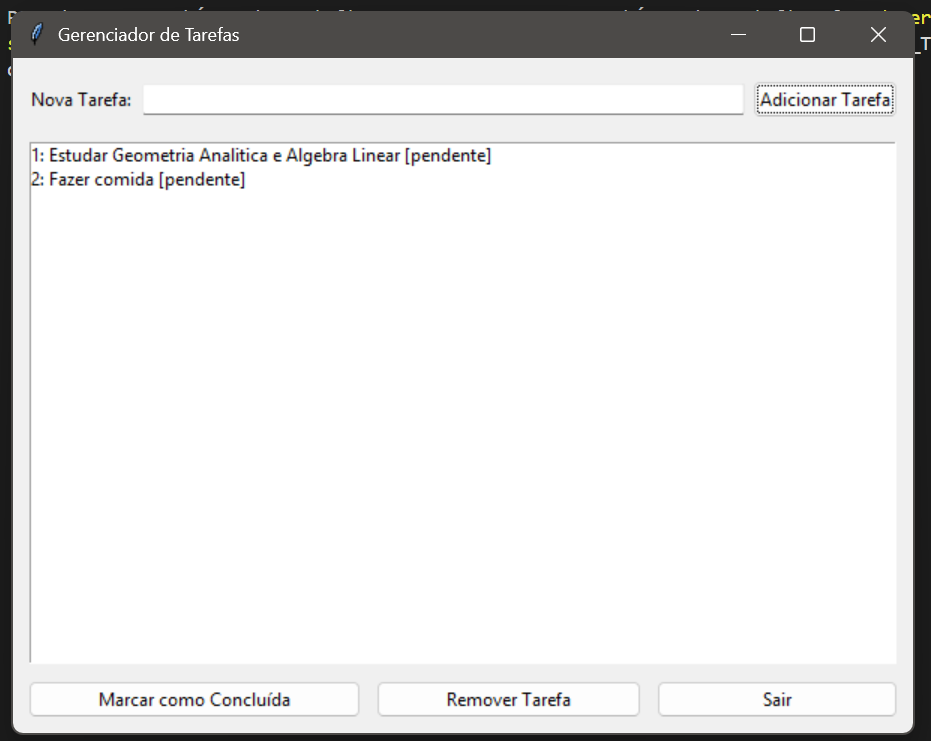 Gerenciador de Tarefas
Nova Tarefa: Adicionar Tarefa
1: Estudar Geometria Analitica e Algebra Linear [pendente]
2: Fazer comida [pendente]
Marcar como Concluída Remover Tarefa Sair